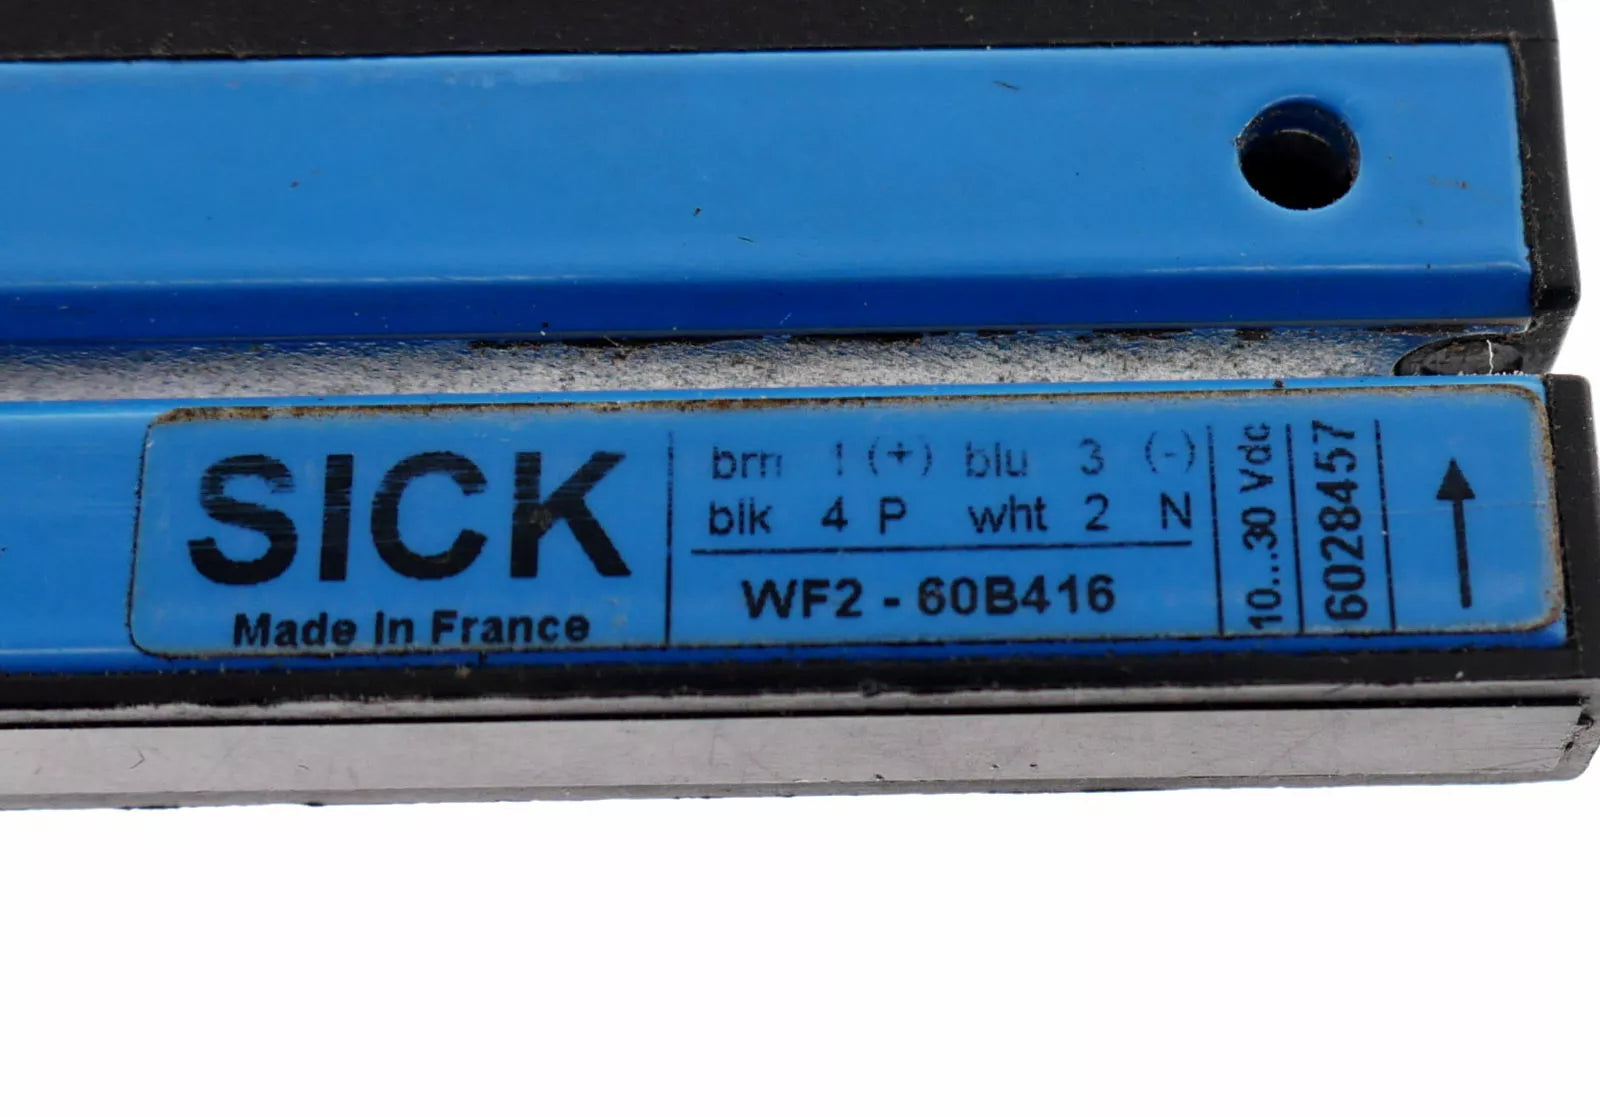 SICK
Made in France
brn 1 (+) blu 3 (-)
blk 4 P wht 2 N
WF2 - 60B416
10...30 Vdc
6028457